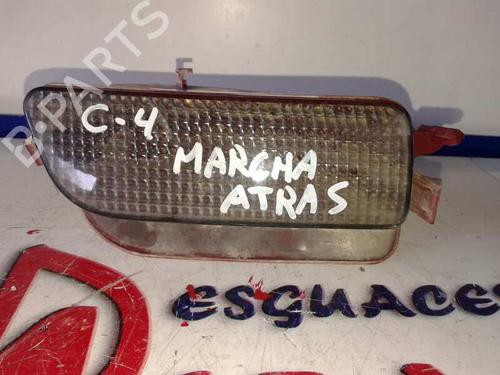 B-PARTS
C-4
MARCHA
ATRAS
ESGUACES